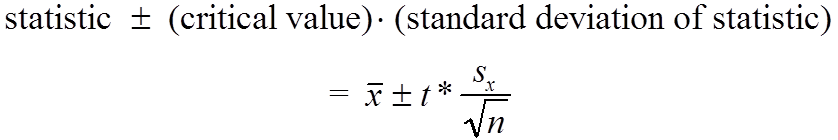 statistic ± (critical value)· (standard deviation of statistic)
= x̄ ± t * sₓ / √n